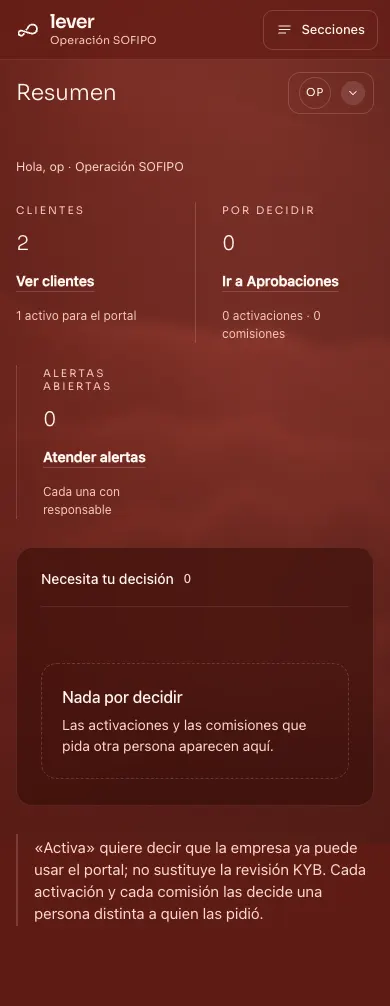 lever
Operación SOFIPO
Secciones
Resumen
OP
Hola, op · Operación SOFIPO
CLIENTES
2
Ver clientes
1 activo para el portal
POR DECIDIR
0
Ir a Aprobaciones
0 activaciones · 0
comisiones
ALERTAS
ABIERTAS
0
Atender alertas
Cada una con
responsable
Necesita tu decisión 0
Nada por decidir
Las activaciones y las comisiones que
pida otra persona aparecen aquí.
«Activa» quiere decir que la empresa ya puede
usar el portal; no sustituye la revisión KYB. Cada
activación y cada comisión las decide una
persona distinta a quien las pidió.